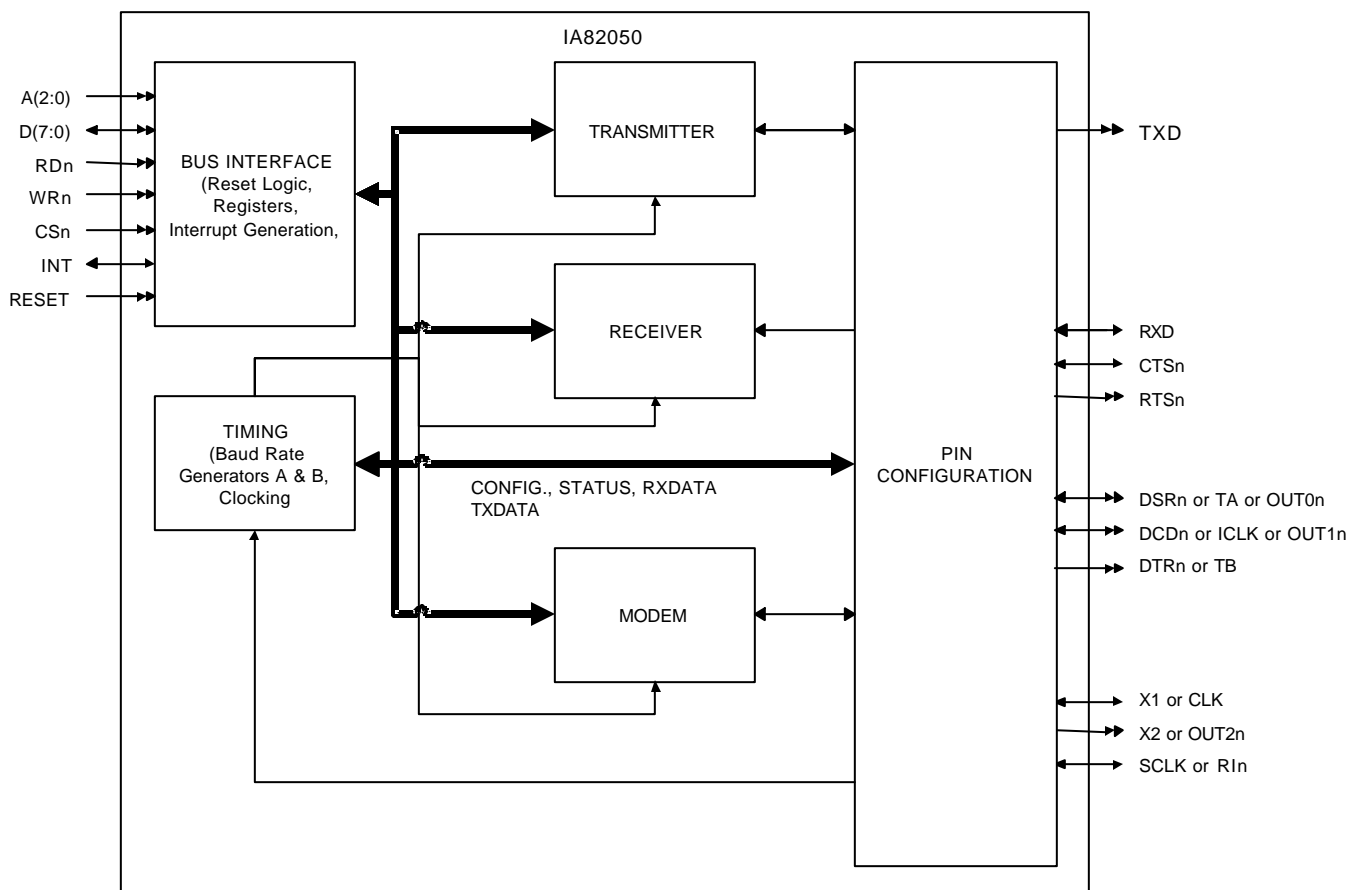 IA82050
A(2:0)
D(7:0)
RDn
WRn
CSn
INT
RESET
BUS INTERFACE
(Reset Logic,
Registers,
Interrupt Generation,
TRANSMITTER
TXD
RECEIVER
RXD
CTSn
RTSn
TIMING
(Baud Rate
Generators A & B,
Clocking
CONFIG., STATUS, RXDATA
TXDATA
PIN
CONFIGURATION
DSRn or TA or OUT0n
DCDn or ICLK or OUT1n
DTRn or TB
MODEM
X1 or CLK
X2 or OUT2n
SCLK or RIn